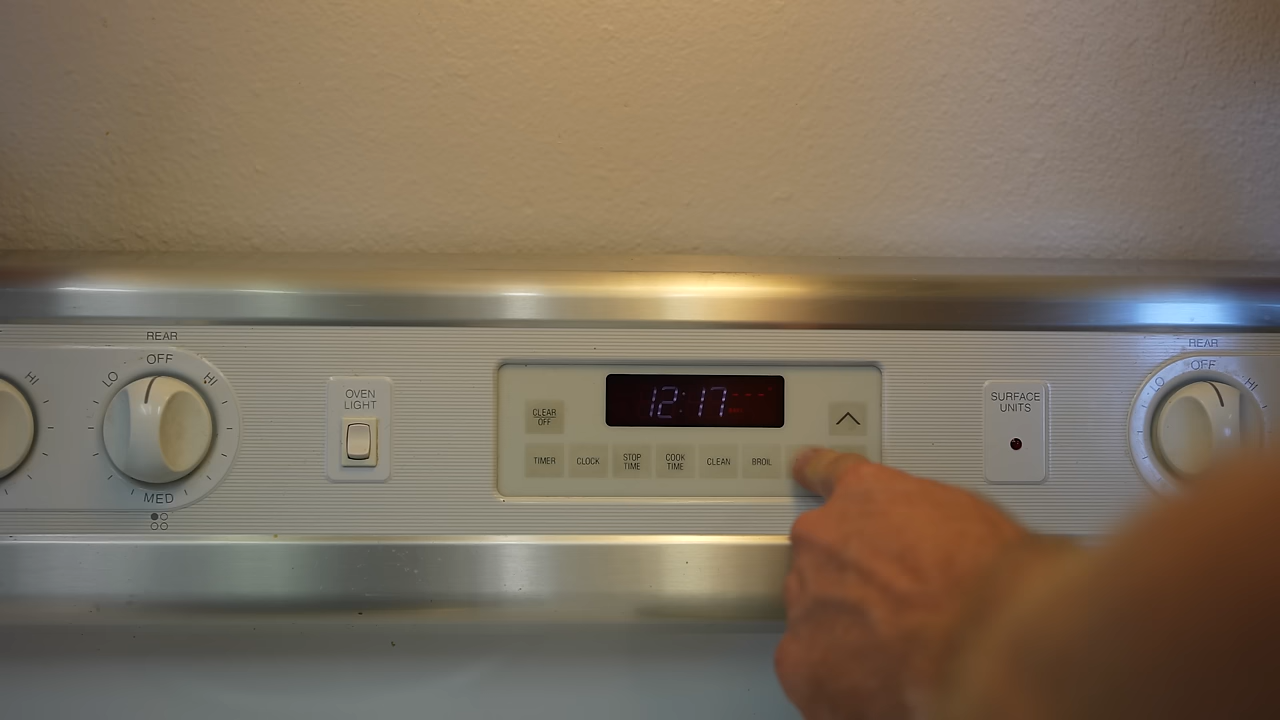 REAR
OFF
LO
HI
HI
MED
OVEN
LIGHT
CLEAR
OFF
12:17
TIMER
CLOCK
STOP
TIME
COOK
TIME
CLEAN
BROIL
SURFACE
UNITS
REAR
OFF
LO
HI